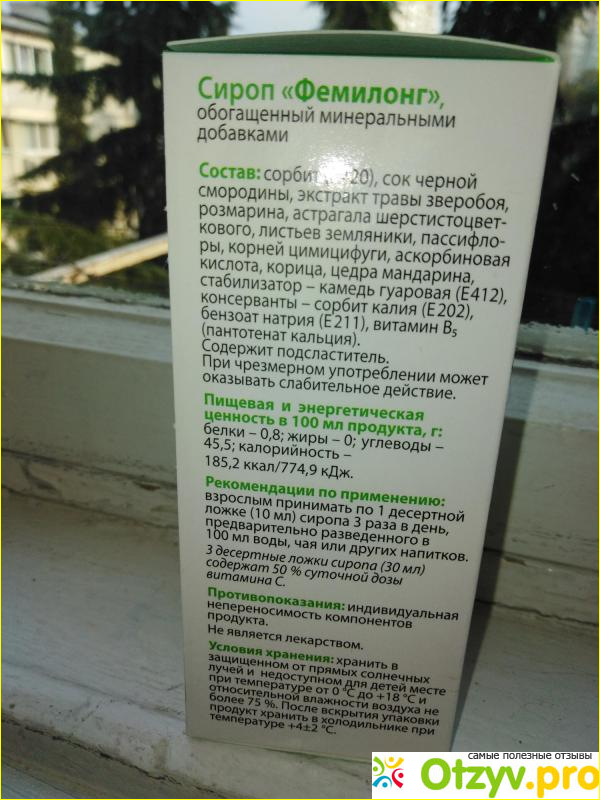 Сироп «Фемилонг»,
обогащенный минеральными
добавками
Состав: сорбит 20), сок черной
смородины, экстракт травы зверобоя,
розмарина, астрагала шерстистоцвет-
кового, листьев земляники, пассифло-
ры, корней цимицифуги, аскорбиновая
кислота, корица, цедра мандарина,
стабилизатор – камедь гуаровая (Е412),
консерванты – сорбит калия (Е202),
бензоат натрия (Е211), витамин В₅
(пантотенат кальция).
Содержит подсластитель.
При чрезмерном употреблении может
оказывать слабительное действие.
Пищевая и энергетическая
ценность в 100 мл продукта, г:
белки – 0,8; жиры – 0; углеводы –
45,5; калорийность –
185,2 ккал/774,9 кДж.
Рекомендации по применению:
взрослым принимать по 1 десертной
ложке (10 мл) сиропа 3 раза в день,
предварительно разведенного в
100 мл воды, чая или других напитков.
3 десертные ложки сиропа (30 мл)
содержат 50 % суточной дозы
витамина С.
Противопоказания: индивидуальная
непереносимость компонентов
продукта.
Не является лекарством.
Условия хранения: хранить в
защищенном от прямых солнечных
лучей и недоступном для детей месте
при температуре от 0 °С до +18 °С и
относительной влажности воздуха не
более 75 %. После вскрытия упаковки
продукт хранить в холодильнике при
температуре +4±2 °С.
самые полезные отзывы
Otzyv.pro